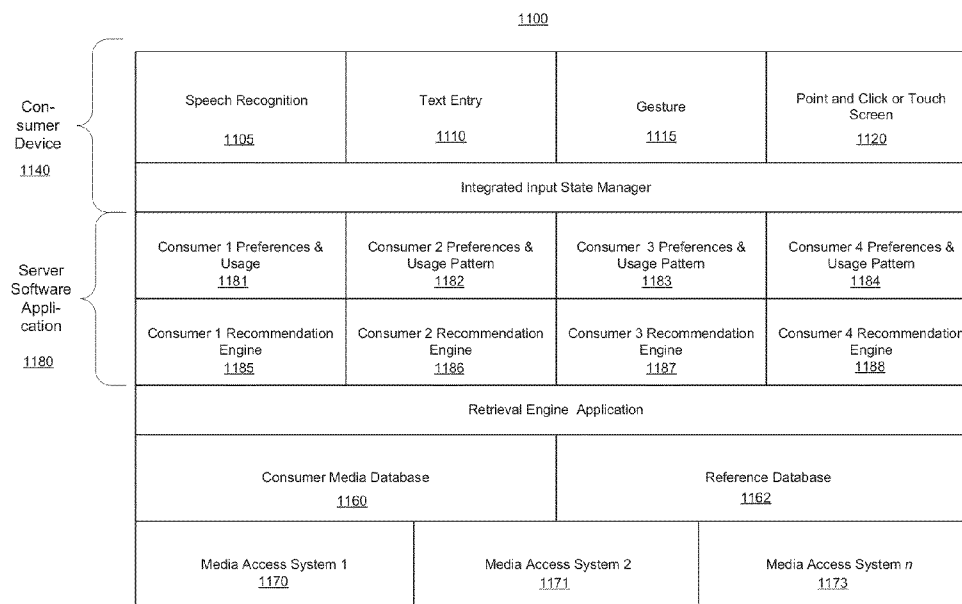 1100
Con-
sumer
Device
1140
Speech Recognition
1105
Text Entry
1110
Gesture
1115
Point and Click or Touch
Screen
1120
Integrated Input State Manager
Server
Software
Appli-
cation
1180
Consumer 1 Preferences &
Usage
1181
Consumer 2 Preferences &
Usage Pattern
1182
Consumer 3 Preferences &
Usage Pattern
1183
Consumer 4 Preferences &
Usage Pattern
1184
Consumer 1 Recommendation
Engine
1185
Consumer 2 Recommendation
Engine
1186
Consumer 3 Recommendation
Engine
1187
Consumer 4 Recommendation
Engine
1188
Retrieval Engine Application
Consumer Media Database
1160
Reference Database
1162
Media Access System 1
1170
Media Access System 2
1171
Media Access System n
1173